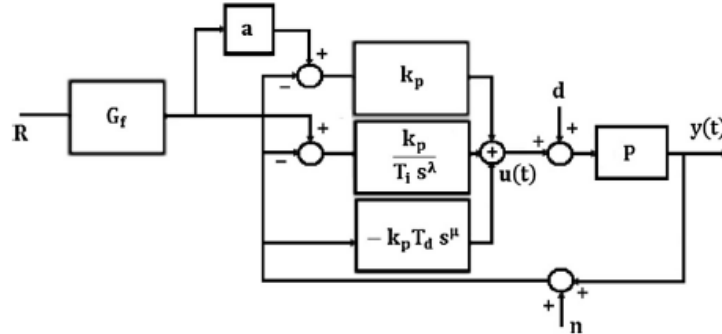 a
+
−
k_p
R
G_f
+
−
k_p / (T_i s^λ)
+
u(t)
d
+
+
P
y(t)
− k_p T_d s^μ
+
+
n